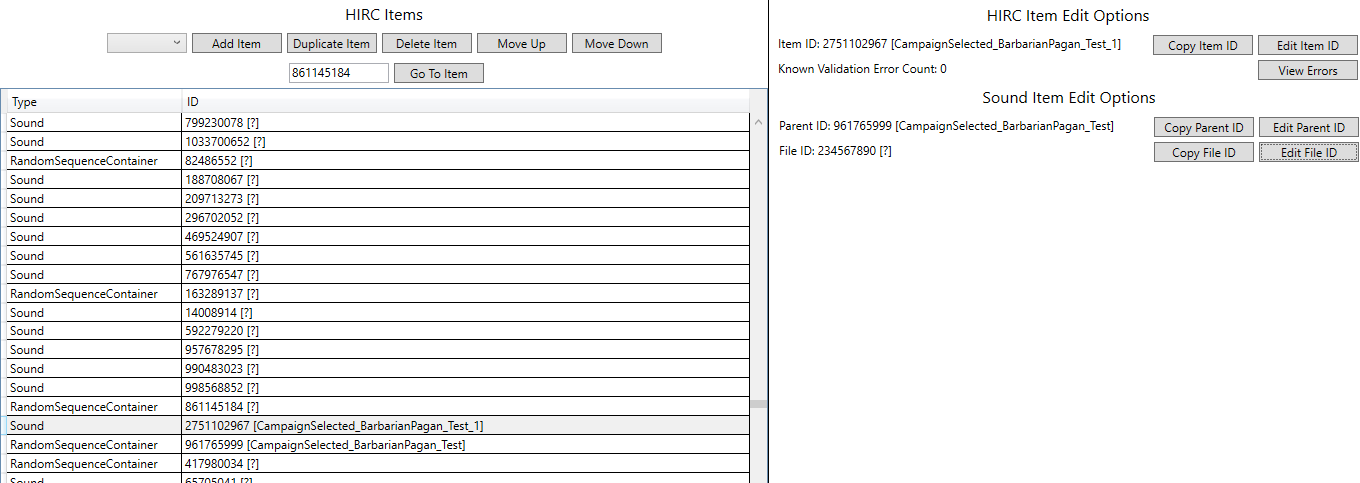 HIRC Items
Add Item Duplicate Item Delete Item Move Up Move Down
861145184 Go To Item
Type ID
Sound 799230078 [?]
Sound 1033700652 [?]
RandomSequenceContainer 82486552 [?]
Sound 188708067 [?]
Sound 209713273 [?]
Sound 296702052 [?]
Sound 469524907 [?]
Sound 561635745 [?]
Sound 767976547 [?]
RandomSequenceContainer 163289137 [?]
Sound 14008914 [?]
Sound 592279220 [?]
Sound 957678295 [?]
Sound 990483023 [?]
Sound 998568852 [?]
RandomSequenceContainer 861145184 [?]
Sound 2751102967 [CampaignSelected_BarbarianPagan_Test_1]
RandomSequenceContainer 961765999 [CampaignSelected_BarbarianPagan_Test]
RandomSequenceContainer 417980034 [?]
Sound 65705041 [?]
HIRC Item Edit Options
Item ID: 2751102967 [CampaignSelected_BarbarianPagan_Test_1] Copy Item ID Edit Item ID
Known Validation Error Count: 0 View Errors
Sound Item Edit Options
Parent ID: 961765999 [CampaignSelected_BarbarianPagan_Test] Copy Parent ID Edit Parent ID
File ID: 234567890 [?] Copy File ID Edit File ID